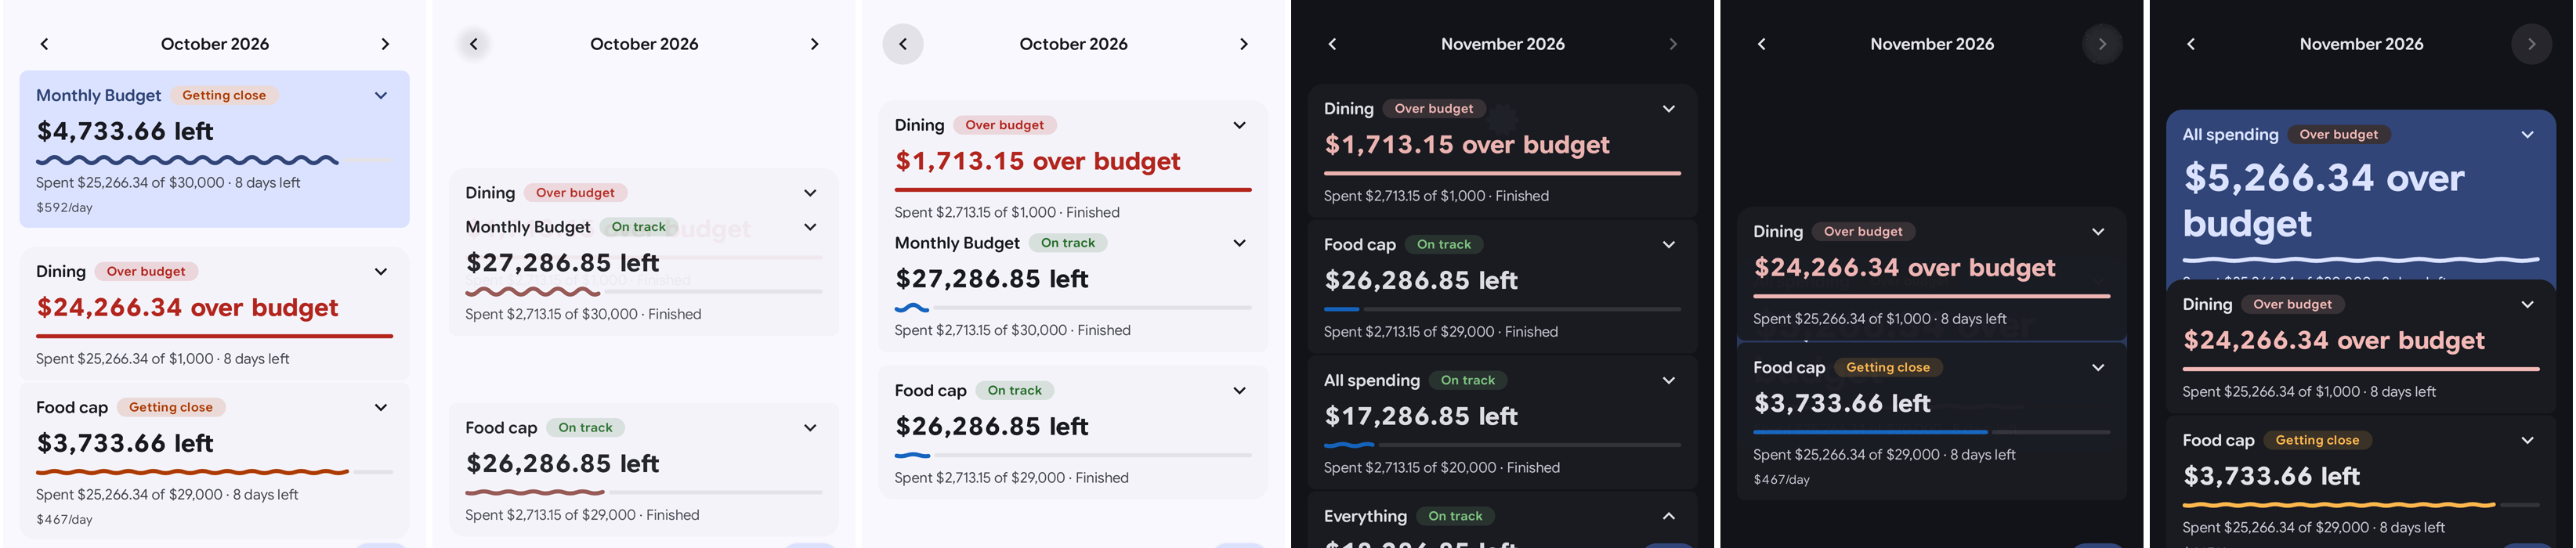 October 2026
Monthly Budget Getting close
$4,733.66 left
Spent $25,266.34 of $30,000 · 8 days left
$592/day
Dining Over budget
$24,266.34 over budget
Spent $25,266.34 of $1,000 · 8 days left
Food cap Getting close
$3,733.66 left
Spent $25,266.34 of $29,000 · 8 days left
$467/day
October 2026
Dining Over budget
Monthly Budget On track
$27,286.85 left
Spent $2,713.15 of $30,000 · Finished
Food cap On track
$26,286.85 left
Spent $2,713.15 of $29,000 · Finished
October 2026
Dining Over budget
$1,713.15 over budget
Spent $2,713.15 of $1,000 · Finished
Monthly Budget On track
$27,286.85 left
Spent $2,713.15 of $30,000 · Finished
Food cap On track
$26,286.85 left
Spent $2,713.15 of $29,000 · Finished
November 2026
Dining Over budget
$1,713.15 over budget
Spent $2,713.15 of $1,000 · Finished
Food cap On track
$26,286.85 left
Spent $2,713.15 of $29,000 · Finished
All spending On track
$17,286.85 left
Spent $2,713.15 of $20,000 · Finished
Everything On track
November 2026
Dining Over budget
$24,266.34 over budget
Spent $25,266.34 of $1,000 · 8 days left
Food cap Getting close
$3,733.66 left
Spent $25,266.34 of $29,000 · 8 days left
$467/day
November 2026
All spending Over budget
$5,266.34 over
budget
Dining Over budget
$24,266.34 over budget
Spent $25,266.34 of $1,000 · 8 days left
Food cap Getting close
$3,733.66 left
Spent $25,266.34 of $29,000 · 8 days left